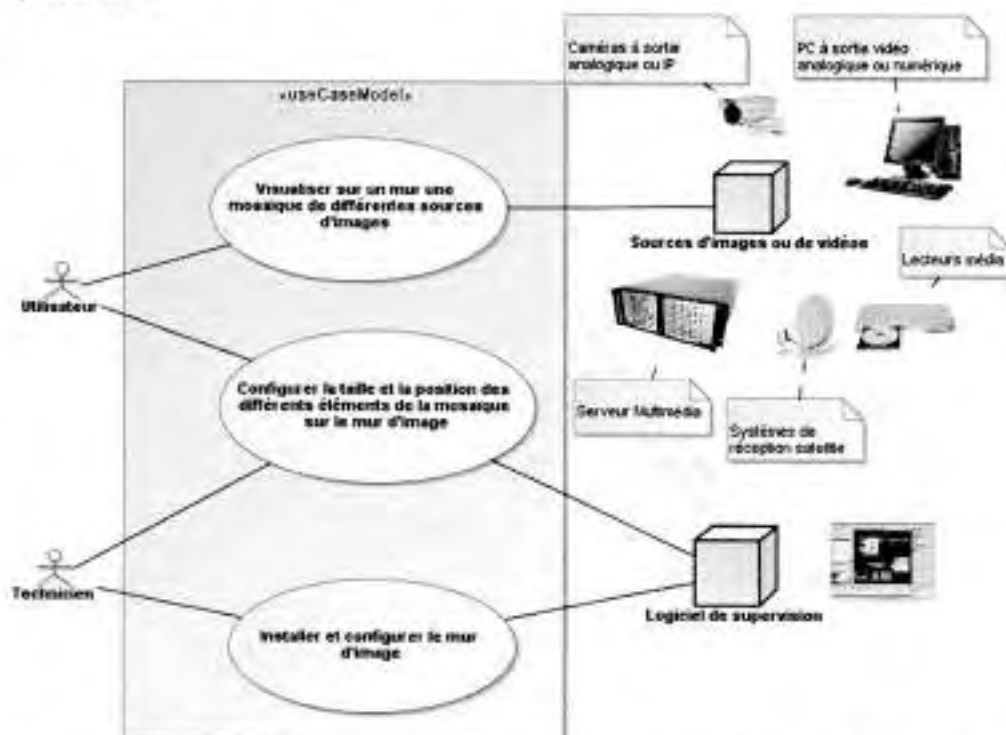 Caméras à sortie
analogique ou IP
PC à sortie vidéo
analogique ou numérique
«useCaseModel»
Visualiser sur un mur une
mosaïque de différentes sources
d'images
Sources d'images ou de vidéos
Lecteurs média
Utilisateur
Configurer la taille et la position des
différents éléments de la mosaïque
sur le mur d'image
Serveur Multimédia
Systèmes de
réception satellite
Technicien
Logiciel de supervision
Installer et configurer le mur
d'image